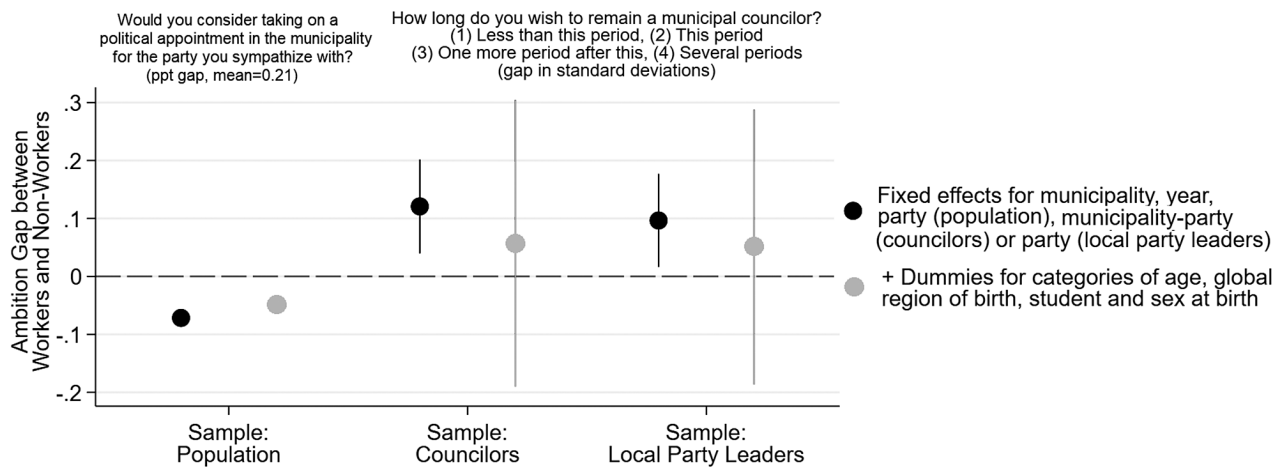 Would you consider taking on a
political appointment in the municipality
for the party you sympathize with?
(ppt gap, mean=0.21)
How long do you wish to remain a municipal councilor?
(1) Less than this period, (2) This period
(3) One more period after this, (4) Several periods
(gap in standard deviations)
Ambition Gap between
Workers and Non-Workers
.3
.2
.1
0
-.1
-.2
Sample:
Population
Sample:
Councilors
Sample:
Local Party Leaders
Fixed effects for municipality, year,
party (population), municipality-party
(councilors) or party (local party leaders)
+ Dummies for categories of age, global
region of birth, student and sex at birth